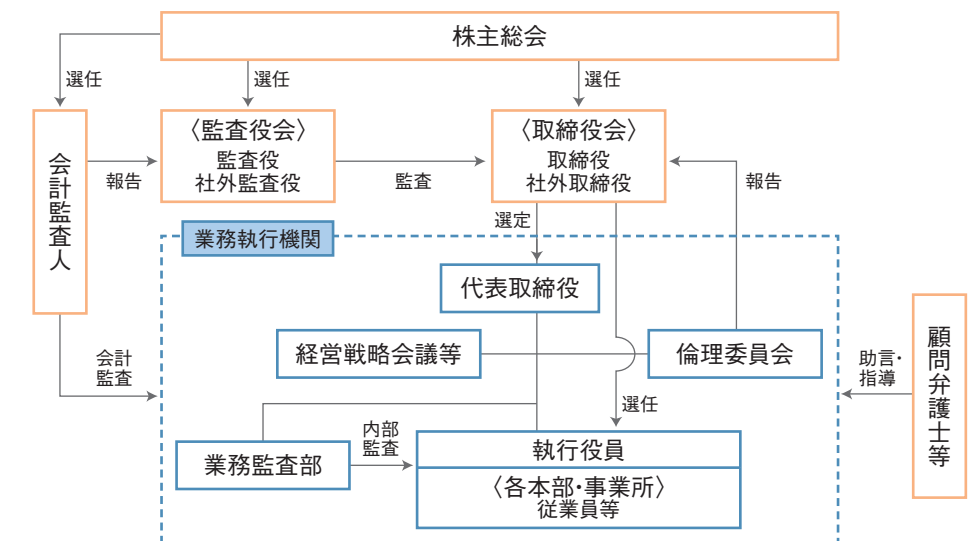 株主総会
選任
選任
選任
会計監査人
〈監査役会〉
監査役
社外監査役
〈取締役会〉
取締役
社外取締役
報告
監査
報告
選定
業務執行機関
代表取締役
経営戦略会議等
倫理委員会
会計
監査
助言・
指導
顧問弁護士等
選任
内部
監査
業務監査部
執行役員
〈各本部・事業所〉
従業員等